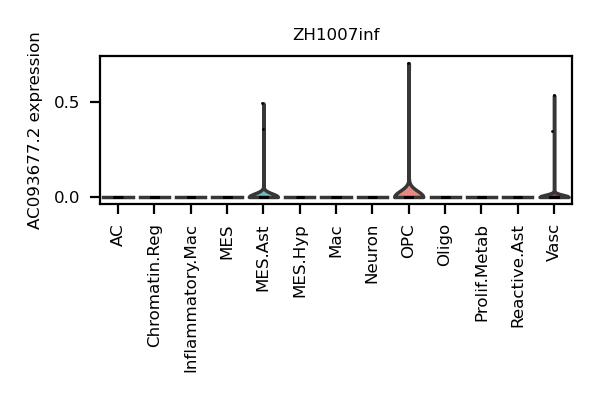 ZH1007inf
AC093677.2 expression
0.5
0.0
AC
Chromatin.Reg
Inflammatory.Mac
MES
MES.Ast
MES.Hyp
Mac
Neuron
OPC
Oligo
Prolif.Metab
Reactive.Ast
Vasc